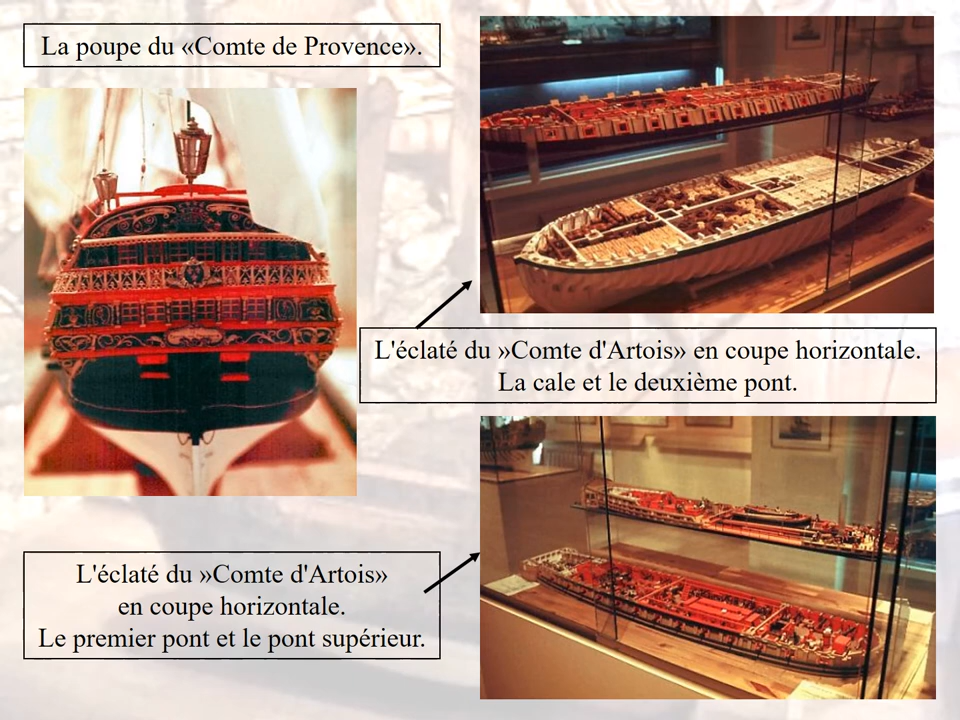 La poupe du «Comte de Provence».
L'éclaté du »Comte d'Artois» en coupe horizontale.
La cale et le deuxième pont.
L'éclaté du »Comte d'Artois»
en coupe horizontale.
Le premier pont et le pont supérieur.